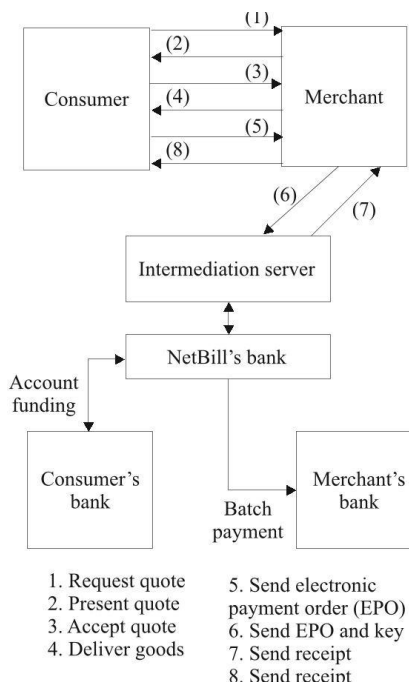 (1)
(2)
(3)
(4)
(5)
(8)
Consumer
Merchant
(6)
(7)
Intermediation server
NetBill's bank
Account
funding
Consumer's
bank
Batch
payment
Merchant's
bank
1. Request quote
2. Present quote
3. Accept quote
4. Deliver goods
5. Send electronic
payment order (EPO)
6. Send EPO and key
7. Send receipt
8. Send receipt